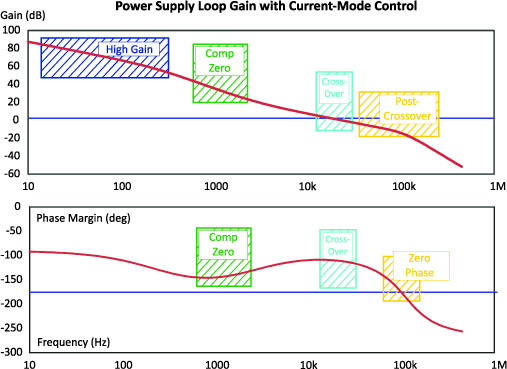 Power Supply Loop Gain with Current-Mode Control
Gain (dB)
100
80
60
40
20
0
-20
-40
-60
High Gain
Comp
Zero
Cross-
Over
Post-
Crossover
10
100
1000
10k
100k
1M
0
-50
-100
-150
-200
-250
-300
Phase Margin (deg)
Comp
Zero
Cross-
Over
Zero
Phase
Frequency (Hz)
10
100
1000
10k
100k
1M